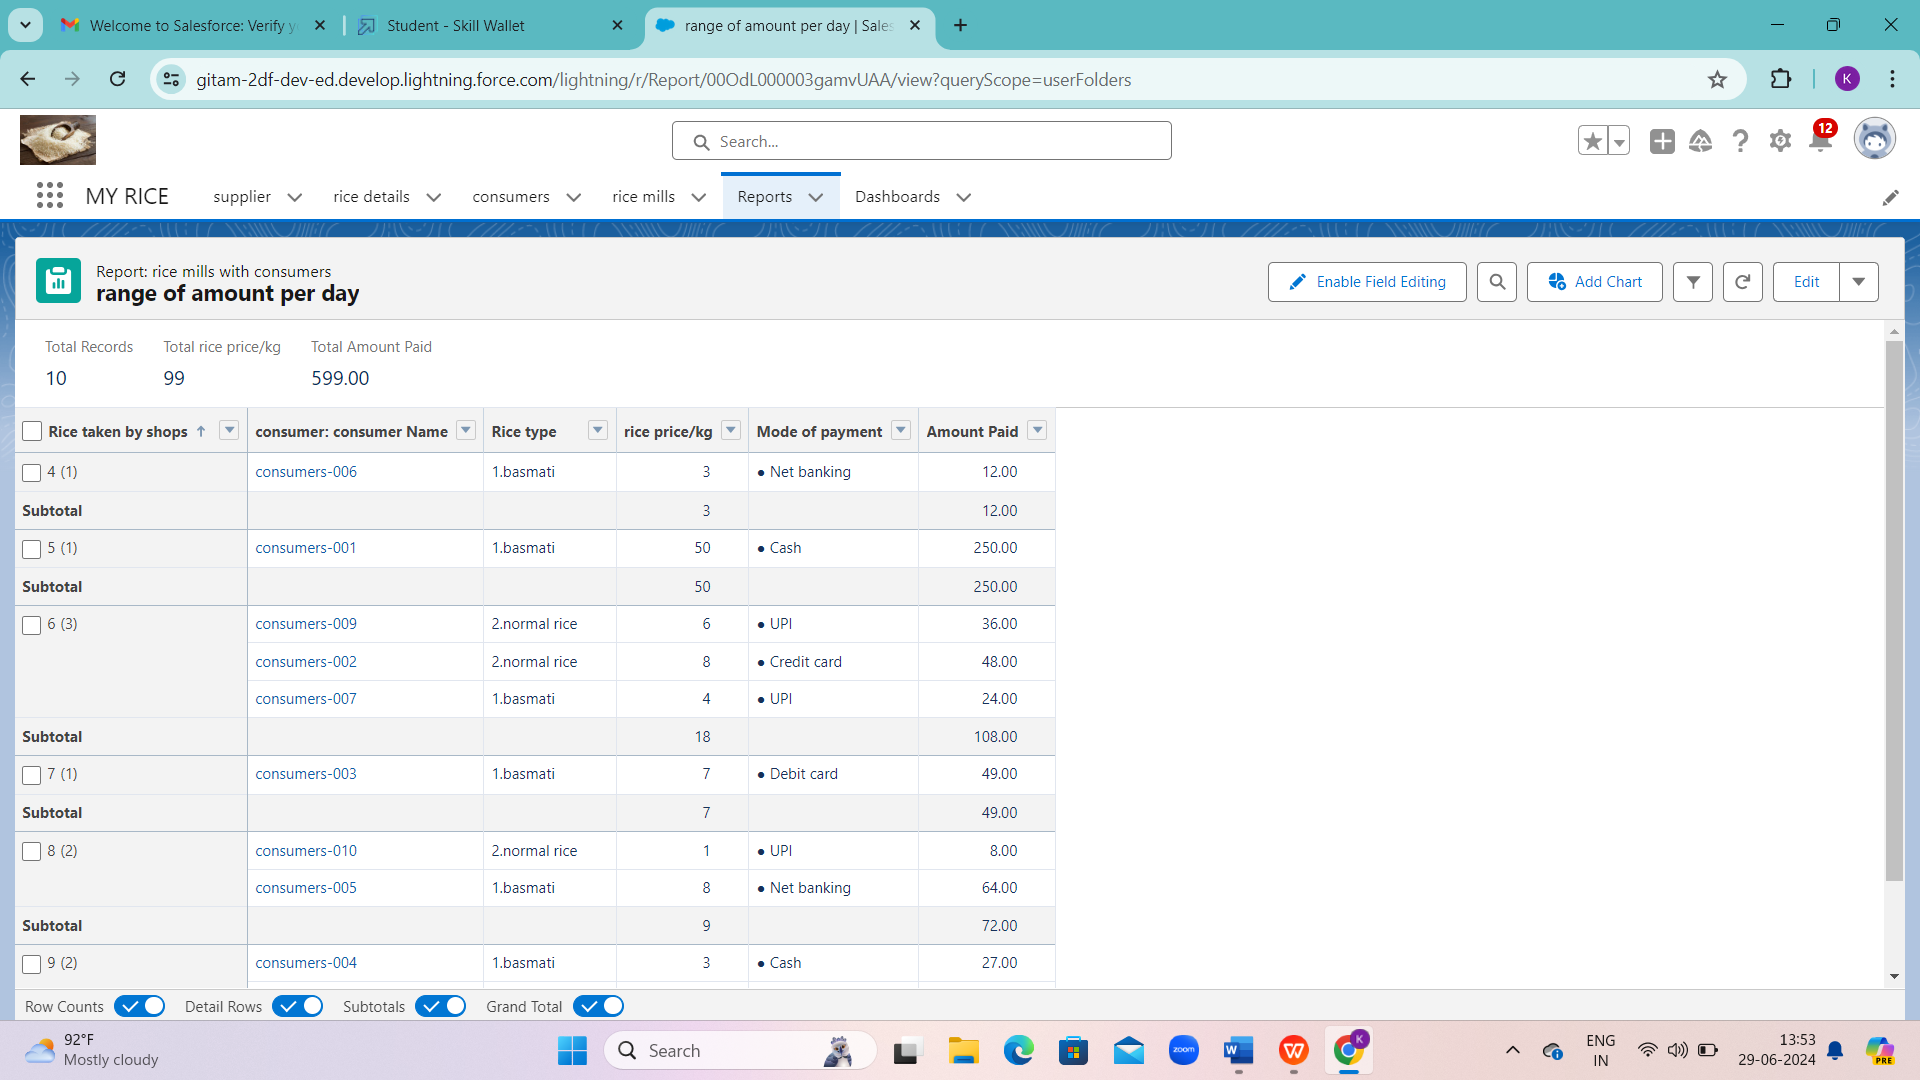 Welcome to Salesforce: Verify y
Student - Skill Wallet
range of amount per day | Sales
gitam-2df-dev-ed.develop.lightning.force.com/lightning/r/Report/00OdL000003gamvUAA/view?queryScope=userFolders
K
Search...
12
MY RICE
supplier
rice details
consumers
rice mills
Reports
Dashboards
Report: rice mills with consumers
range of amount per day
Enable Field Editing
Add Chart
Edit
Total Records Total rice price/kg Total Amount Paid
10 99 599.00
Rice taken by shops ↑ consumer: consumer Name Rice type rice price/kg Mode of payment Amount Paid
4 (1) consumers-006 1.basmati 3 • Net banking 12.00
Subtotal 3 12.00
5 (1) consumers-001 1.basmati 50 • Cash 250.00
Subtotal 50 250.00
6 (3) consumers-009 2.normal rice 6 • UPI 36.00
consumers-002 2.normal rice 8 • Credit card 48.00
consumers-007 1.basmati 4 • UPI 24.00
Subtotal 18 108.00
7 (1) consumers-003 1.basmati 7 • Debit card 49.00
Subtotal 7 49.00
8 (2) consumers-010 2.normal rice 1 • UPI 8.00
consumers-005 1.basmati 8 • Net banking 64.00
Subtotal 9 72.00
9 (2) consumers-004 1.basmati 3 • Cash 27.00
Row Counts Detail Rows Subtotals Grand Total
92°F
Mostly cloudy
Search
zoom
W
W
K
ENG
IN
13:53
29-06-2024
PRE